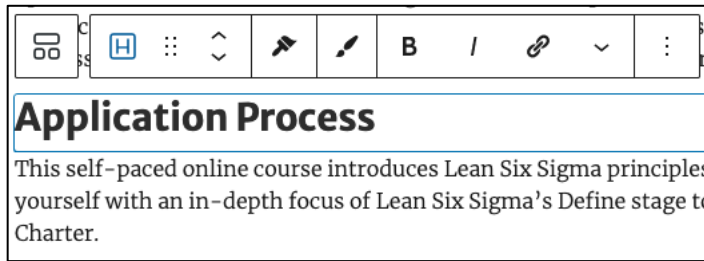 H B I
Application Process
This self-paced online course introduces Lean Six Sigma principles
yourself with an in-depth focus of Lean Six Sigma’s Define stage
Charter.